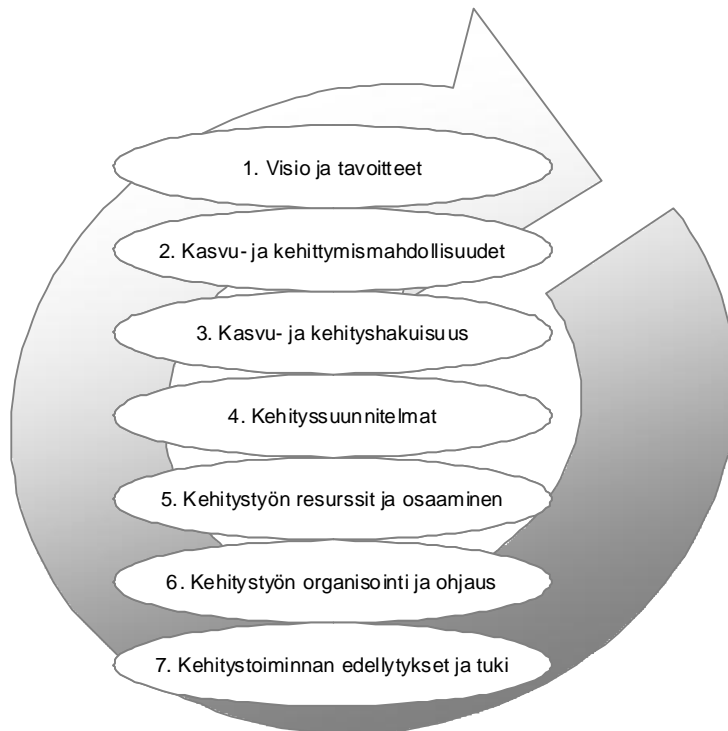 1. Visio ja tavoitteet
2. Kasvu- ja kehittymismahdollisuudet
3. Kasvu- ja kehityshakuisuus
4. Kehityssuunnitelmat
5. Kehitystyön resurssit ja osaaminen
6. Kehitystyön organisointi ja ohjaus
7. Kehitystoiminnan edellytykset ja tuki